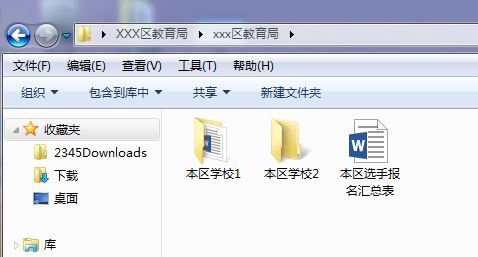 XXX区教育局 xxx区教育局
文件(F) 编辑(E) 查看(V) 工具(T) 帮助(H)
组织 包含到库中 共享 新建文件夹
收藏夹
2345Downloads
下载
桌面
库
本区学校1
本区学校2
本区选手报
名汇总表